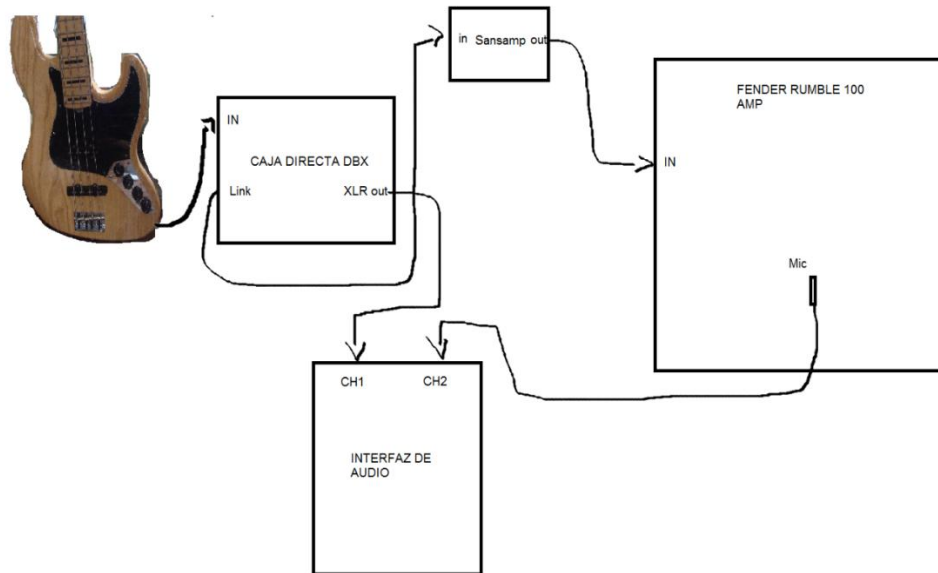 in Sansamp out
FENDER RUMBLE 100
AMP
IN
CAJA DIRECTA DBX
Link XLR out
IN
Mic
CH1 CH2
INTERFAZ DE
AUDIO